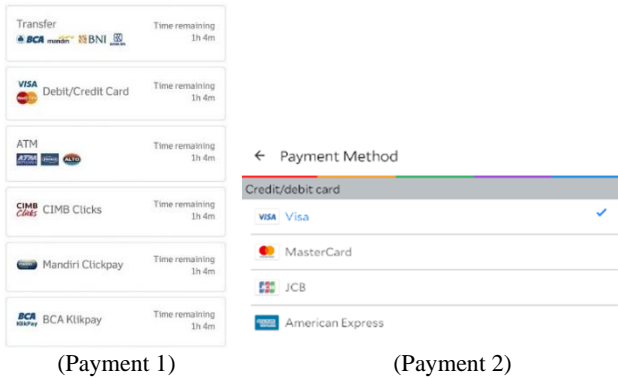 Transfer
Time remaining
BCA mandiri BNI
1h 4m
VISA
Debit/Credit Card
Time remaining
1h 4m
ATM
Time remaining
1h 4m
ALTO
CIMB
Clicks
CIMB Clicks
Time remaining
1h 4m
Mandiri Clickpay
Time remaining
1h 4m
BCA
KlikPay
BCA Klikpay
Time remaining
1h 4m
← Payment Method
Credit/debit card
VISA Visa
MasterCard
JCB JCB
American Express
(Payment 1)
(Payment 2)